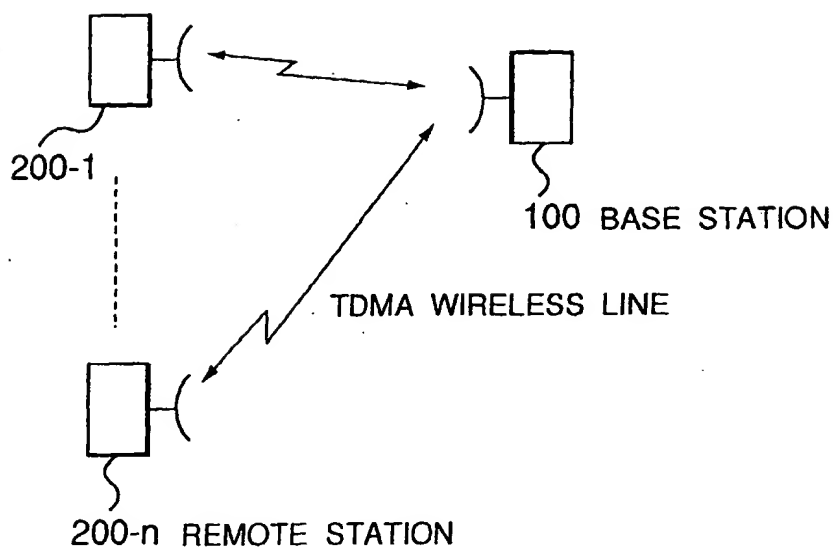 200-1
100 BASE STATION
TDMA WIRELESS LINE
200-n REMOTE STATION